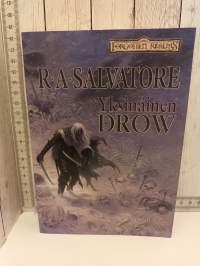 FORGOTTEN REALMS
R·A·SALVATORE
Yksinäinen
DROW